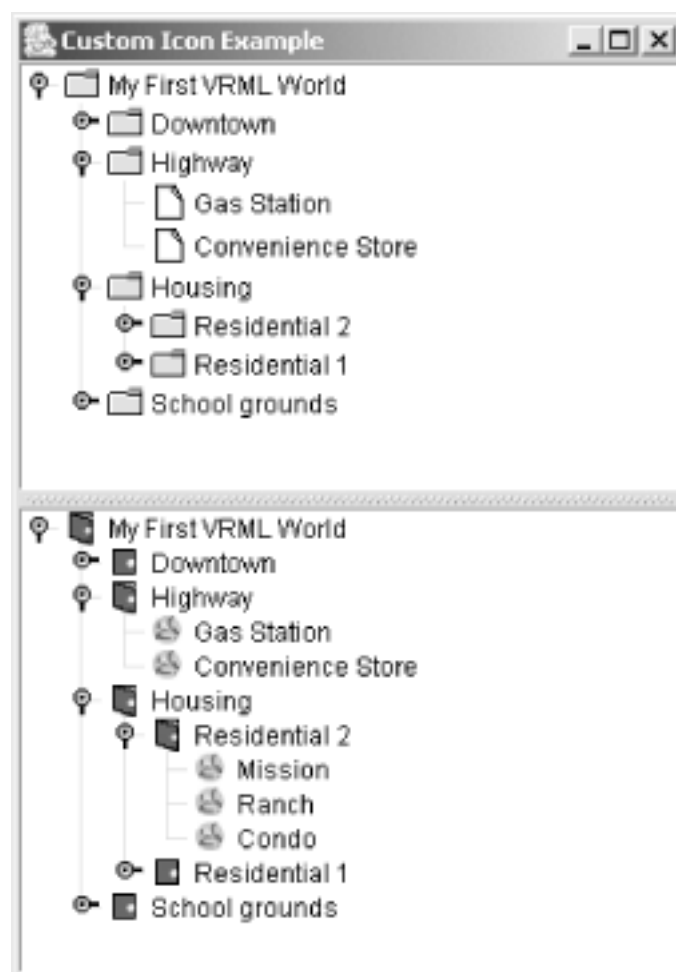 Custom Icon Example
My First VRML World
Downtown
Highway
Gas Station
Convenience Store
Housing
Residential 2
Residential 1
School grounds
My First VRML World
Downtown
Highway
Gas Station
Convenience Store
Housing
Residential 2
Mission
Ranch
Condo
Residential 1
School grounds